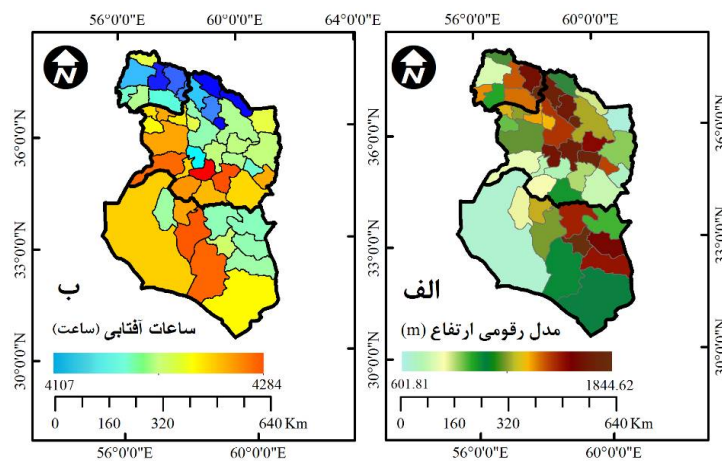 56°0'0"E 60°0'0"E 64°0'0"E 56°0'0"E 60°0'0"E
N N
36°0'0"N 36°0'0"N
33°0'0"N 33°0'0"N
30°0'0"N 30°0'0"N
ب
الف
ساعات آفتابی (ساعت)
مدل رقومی ارتفاع (m)
4107 4284
601.81 1844.62
0 160 320 640 Km
0 160 320 640 Km
56°0'0"E 60°0'0"E 56°0'0"E 60°0'0"E